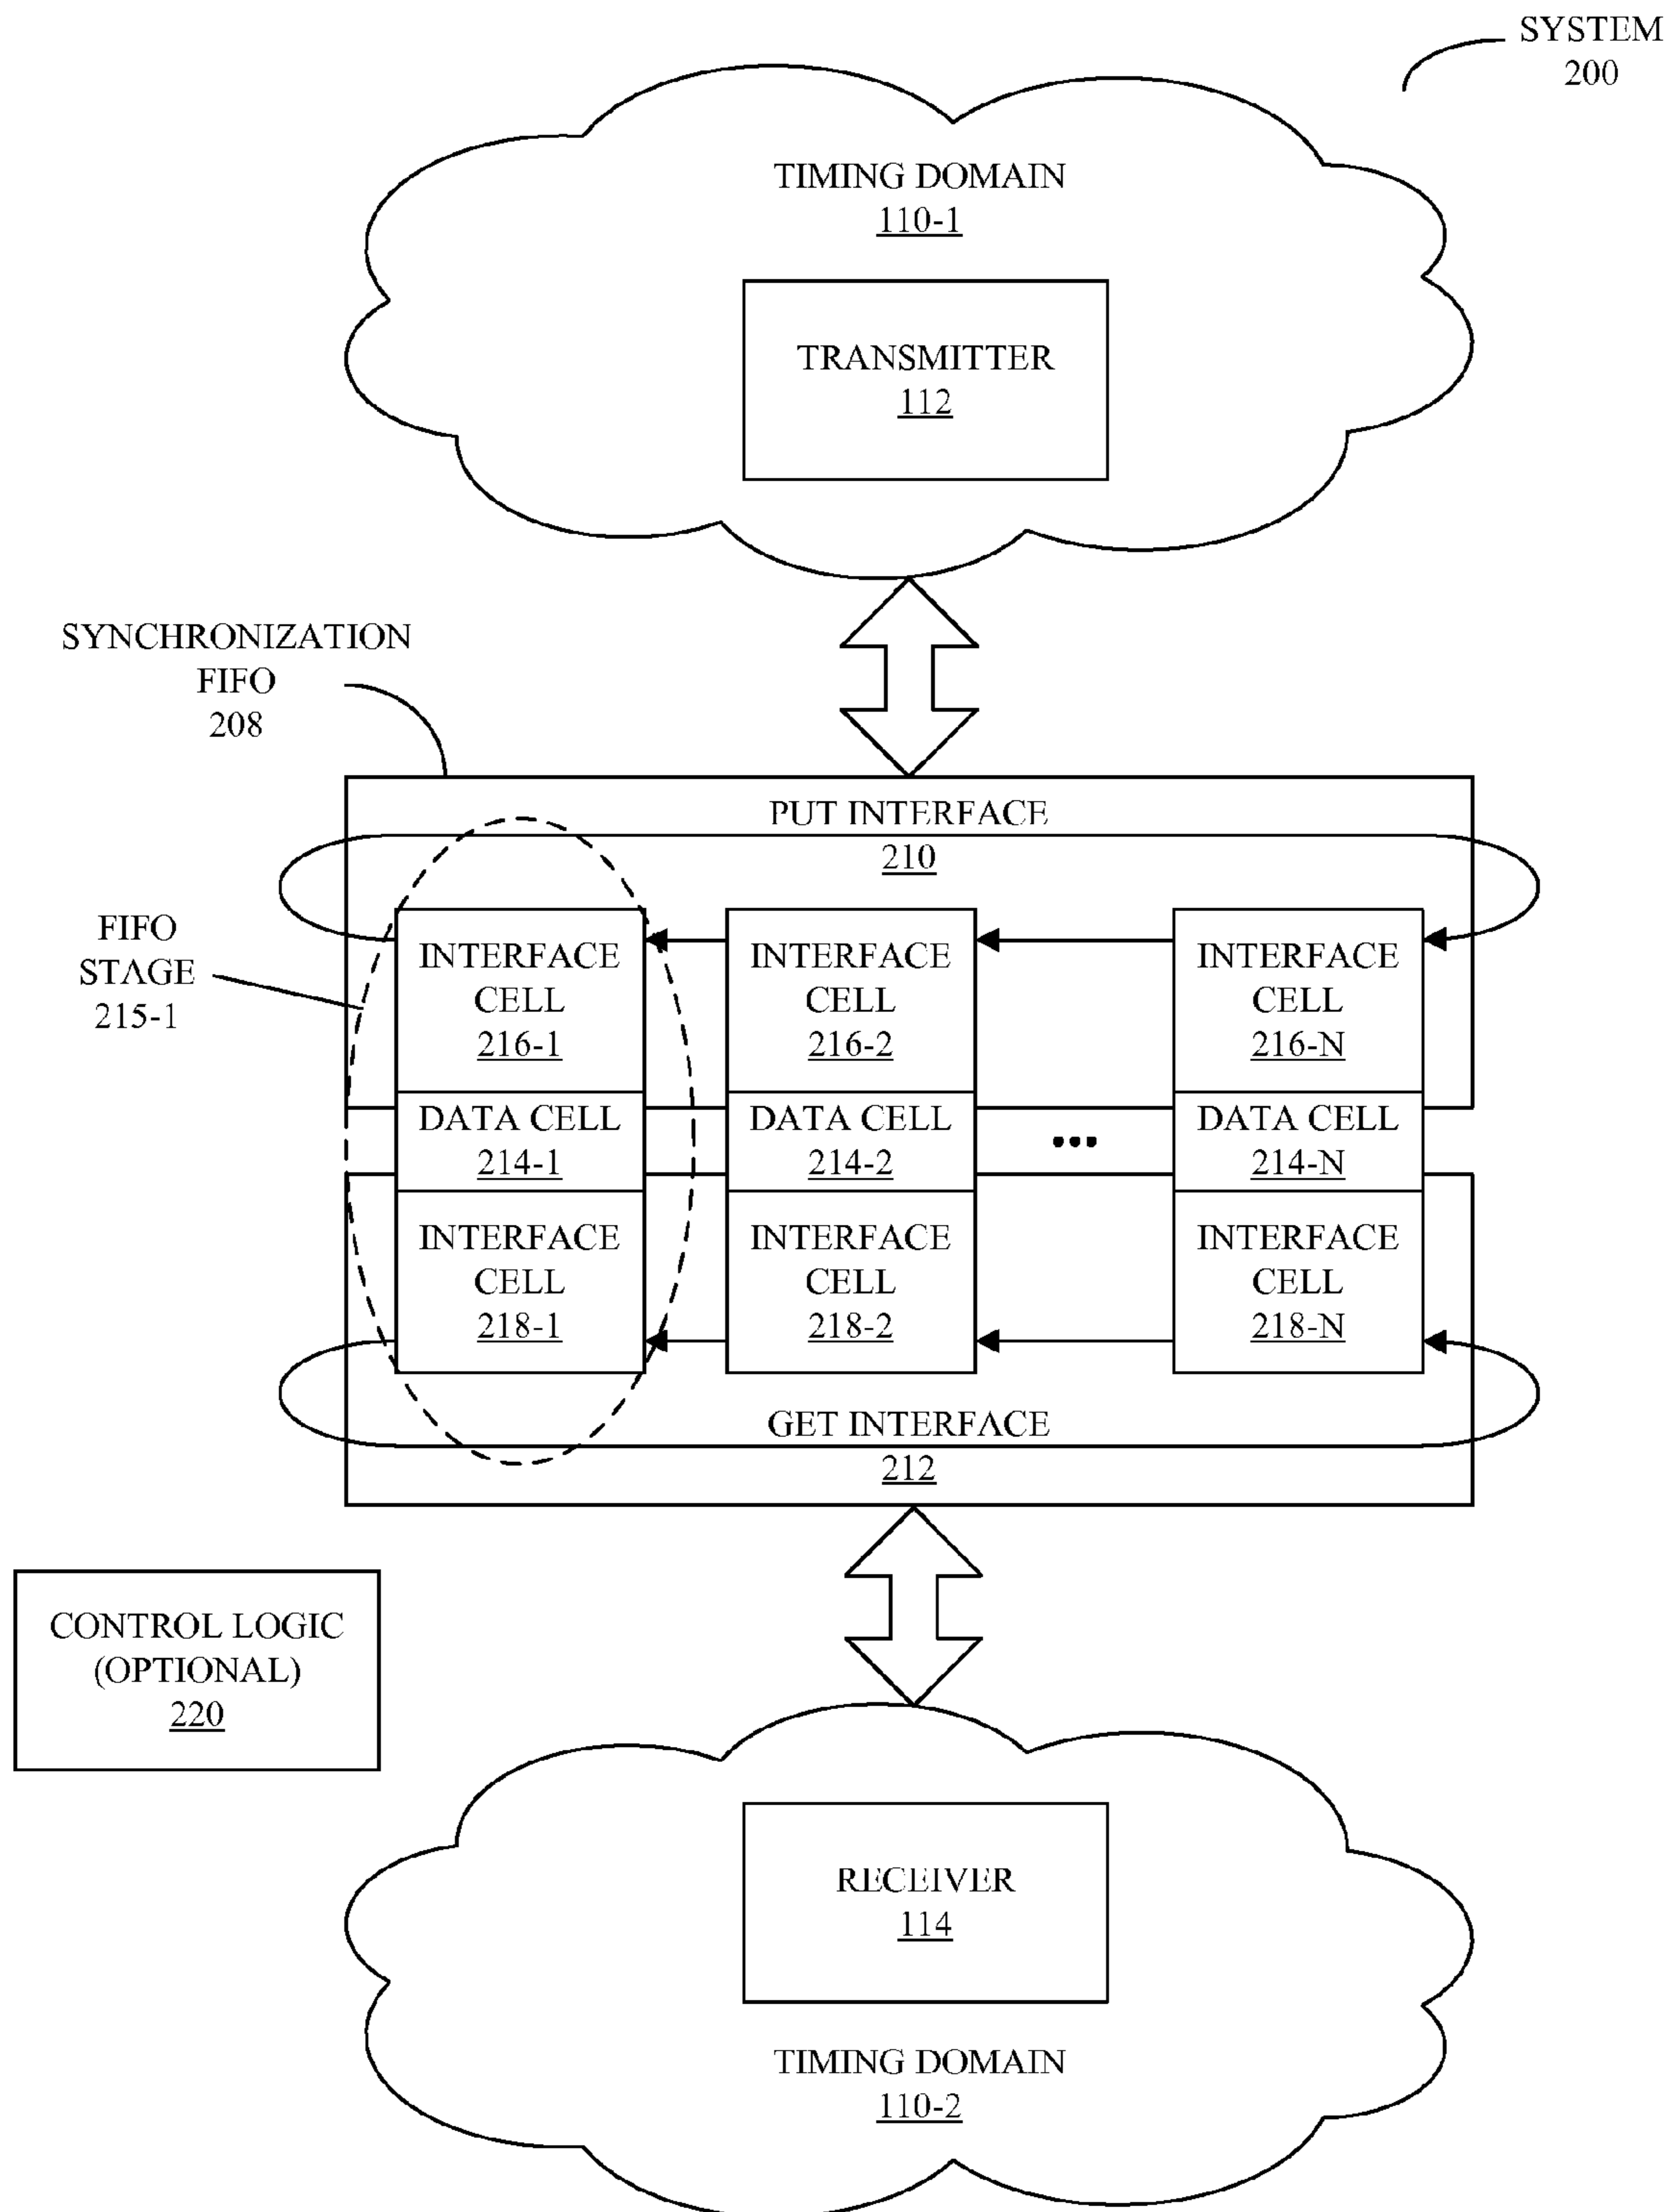 SYSTEM
200
TIMING DOMAIN
110-1
TRANSMITTER
112
SYNCHRONIZATION
FIFO
208
PUT INTERFACE
210
FIFO
STAGE
215-1
INTERFACE
CELL
216-1
INTERFACE
CELL
216-2
INTERFACE
CELL
216-N
DATA CELL
214-1
DATA CELL
214-2
...
DATA CELL
214-N
INTERFACE
CELL
218-1
INTERFACE
CELL
218-2
INTERFACE
CELL
218-N
GET INTERFACE
212
CONTROL LOGIC
(OPTIONAL)
220
RECEIVER
114
TIMING DOMAIN
110-2